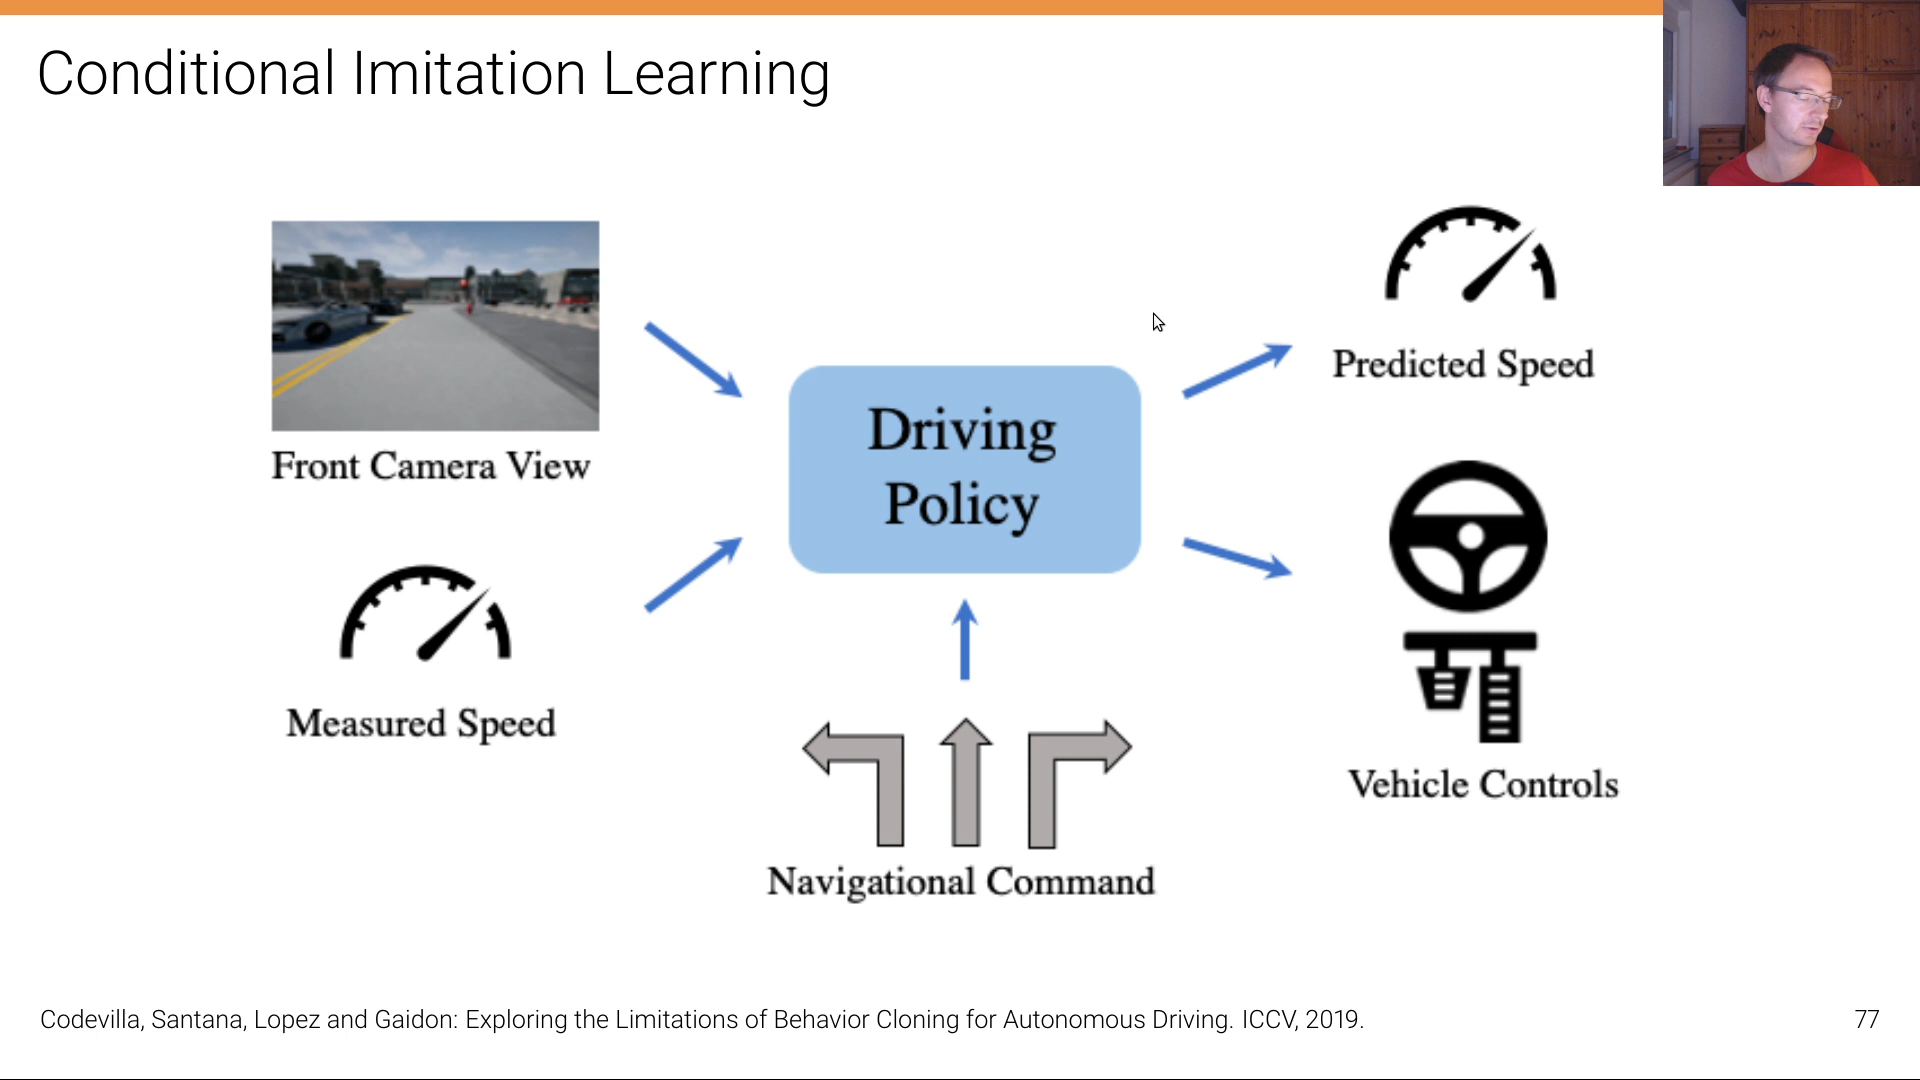 Conditional Imitation Learning
Front Camera View
Measured Speed
Driving
Policy
Navigational Command
Predicted Speed
Vehicle Controls
Codevilla, Santana, Lopez and Gaidon: Exploring the Limitations of Behavior Cloning for Autonomous Driving. ICCV, 2019.
77